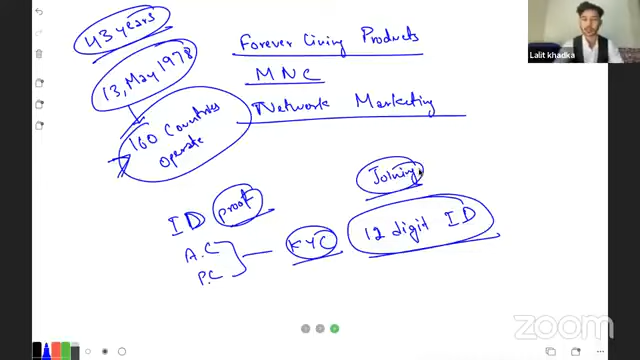 43 years
13, May 1978
160 Countries
Operate
Forever Living Products
MNC
Network Marketing
ID proof
A.C
P.C
KYC
Joining
12 digit ID
Lalit khadka
zoom